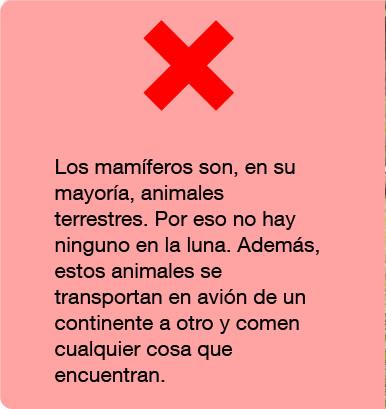 Los mamíferos son, en su
mayoría, animales
terrestres. Por eso no hay
ninguno en la luna. Además,
estos animales se
transportan en avión de un
continente a otro y comen
cualquier cosa que
encuentran.